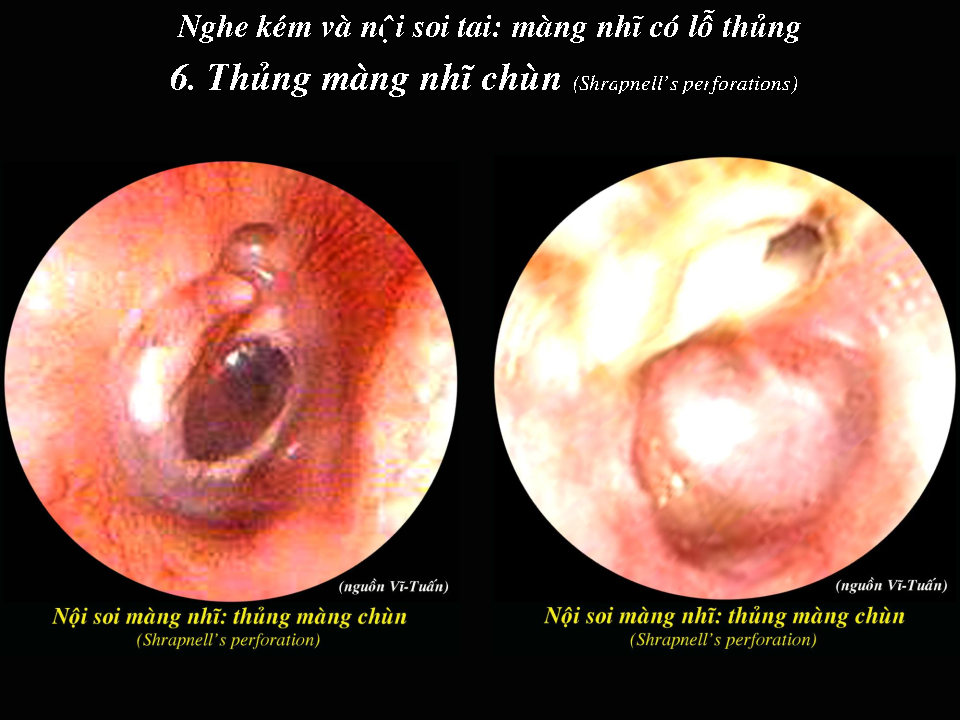 Nghe kém và nội soi tai: màng nhĩ có lỗ thủng
6. Thủng màng nhĩ chùn (Shrapnell's perforations)
(nguồn Vĩ-Tuấn)
Nội soi màng nhĩ: thủng màng chùn
(Shrapnell's perforation)
(nguồn Vĩ-Tuấn)
Nội soi màng nhĩ: thủng màng chùn
(Shrapnell's perforation)